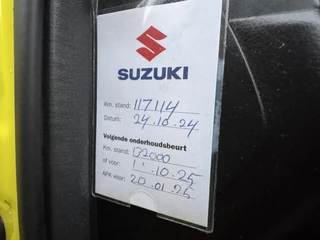 SUZUKI
Km. stand: 117114
Datum: 24.10.24
Volgende onderhoudsbeurt
Km. stand: 132000
of voor: 11.10.25
APK voor: 20.01.25